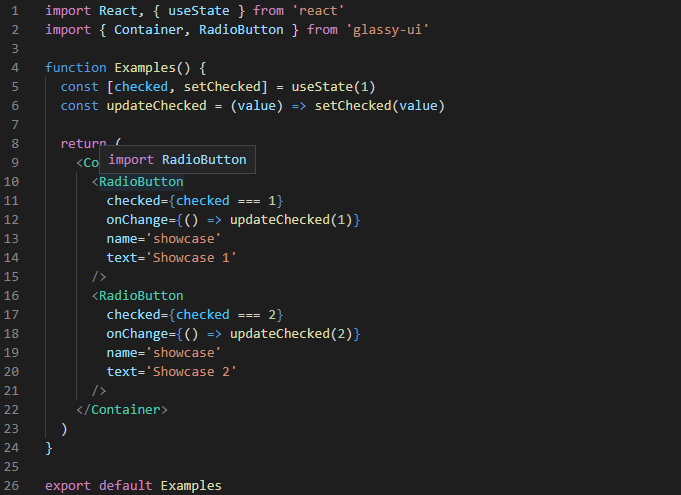 1 import React, { useState } from 'react'
2 import { Container, RadioButton } from 'glassy-ui'
3
4 function Examples() {
5 const [checked, setChecked] = useState(1)
6 const updateChecked = (value) => setChecked(value)
7
8 return (
import RadioButton
9 <Co
10 <RadioButton
11 checked={checked === 1}
12 onChange={() => updateChecked(1)}
13 name='showcase'
14 text='Showcase 1'
15 />
16 <RadioButton
17 checked={checked === 2}
18 onChange={() => updateChecked(2)}
19 name='showcase'
20 text='Showcase 2'
21 />
22 </Container>
23 )
24 }
25
26 export default Examples